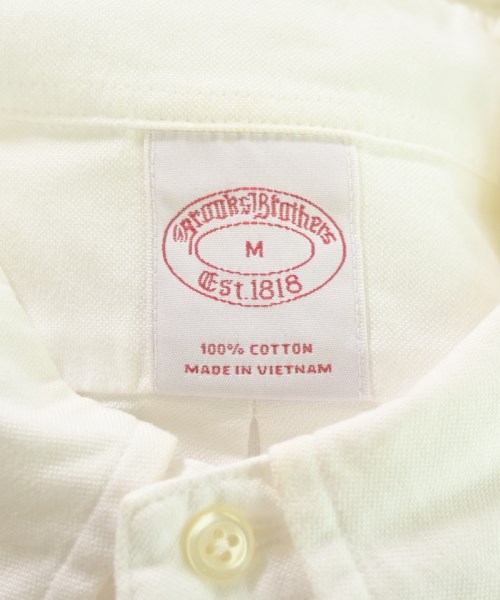 Brooks Brothers
M
Est. 1818
100% COTTON
MADE IN VIETNAM